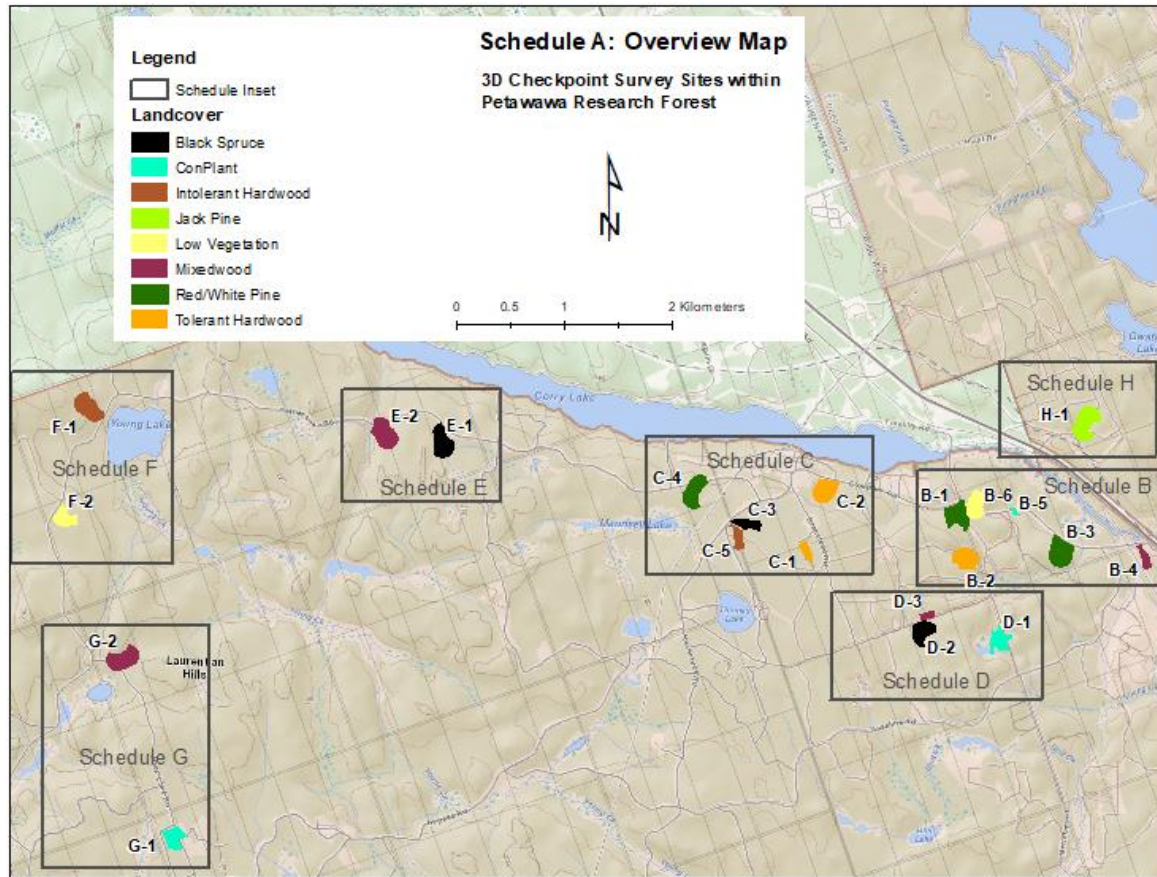 Schedule A: Overview Map
3D Checkpoint Survey Sites within
Petawawa Research Forest
N
0 0.5 1 2 Kilometers
Legend
Schedule Inset
Landcover
Black Spruce
ConPlant
Intolerant Hardwood
Jack Pine
Low Vegetation
Mixedwood
Red/White Pine
Tolerant Hardwood
Corry Lake
Schedule H
H-1
F-1
Young Lake
Schedule F
F-2
E-2
E-1
Schedule E
Schedule C
C-4
C-2
C-3
C-5
C-1
Schedule B
B-1
B-6
B-5
B-3
B-2
B-4
D-3
D-1
D-2
Schedule D
G-2
Laurentian
Hills
Schedule G
G-1